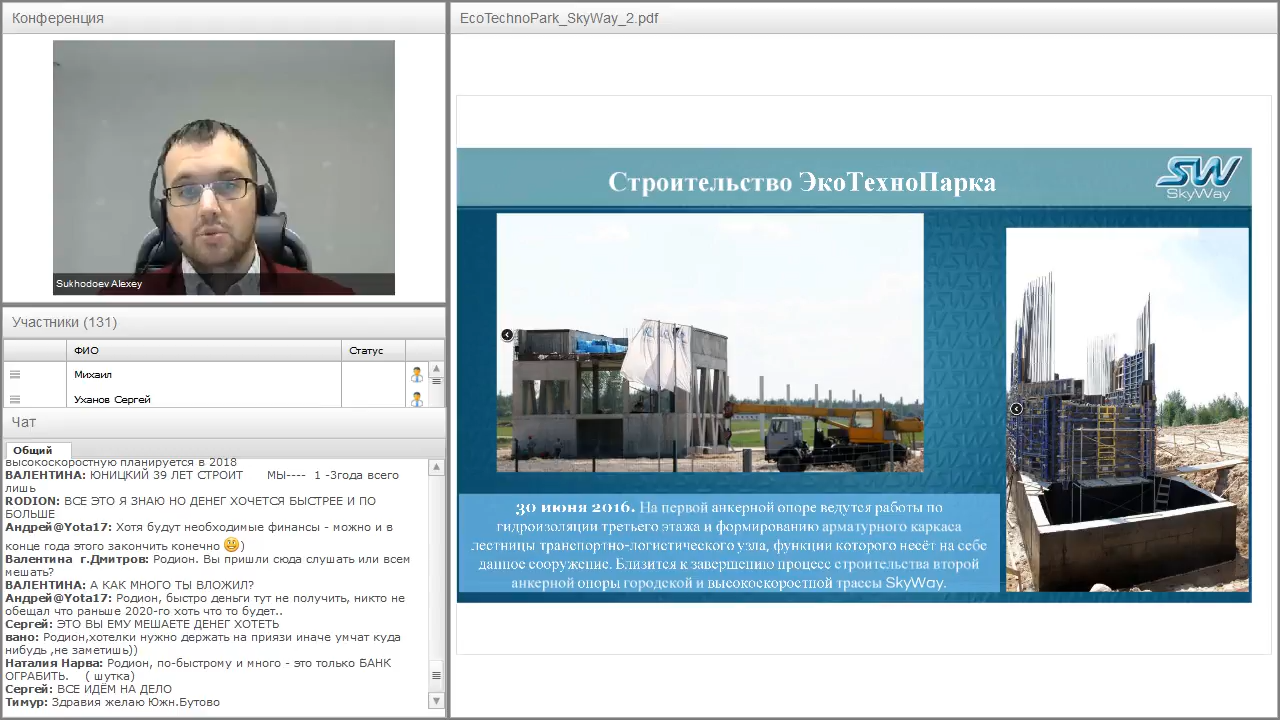 Конференция
Sukhodoev Alexey
Участники (131)
ФИО
Статус
Михаил
Уханов Сергей
Чат
Общий
высокоскоростную планируется в 2018
ВАЛЕНТИНА: ЮНИЦКИЙ 39 ЛЕТ СТРОИТ МЫ---- 1 -3года всего
лишь
RODION: ВСЕ ЭТО Я ЗНАЮ НО ДЕНЕГ ХОЧЕТСЯ БЫСТРЕЕ И ПО
БОЛЬШЕ
Андрей@Yota17: Хотя будут необходимые финансы - можно и в
конце года этого закончить конечно )
Валентина г.Дмитров: Родион. Вы пришли сюда слушать или всем
мешать?
ВАЛЕНТИНА: А КАК МНОГО ТЫ ВЛОЖИЛ?
Андрей@Yota17: Родион, быстро деньги тут не получить, никто не
обещал что раньше 2020-го хоть что то будет..
Сергей: ЭТО ВЫ ЕМУ МЕШАЕТЕ ДЕНЕГ ХОТЕТЬ
вано: Родион,хотелки нужно держать на приязи иначе умчат куда
нибудь ,не заметишь))
Наталия Нарва: Родион, по-быстрому и много - это только БАНК
ОГРАБИТЬ. ( шутка)
Сергей: ВСЕ ИДЁМ НА ДЕЛО
Тимур: Здравия желаю Южн.Бутово
EcoTechnoPark_SkyWay_2.pdf
Строительство ЭкоТехноПарка
SW
SkyWay
30 июня 2016. На первой анкерной опоре ведутся работы по
гидроизоляции третьего этажа и формированию арматурного каркаса
лестницы транспортно-логистического узла, функции которого несёт на себе
данное сооружение. Близится к завершению процесс строительства второй
анкерной опоры городской и высокоскоростной трассы SkyWay.